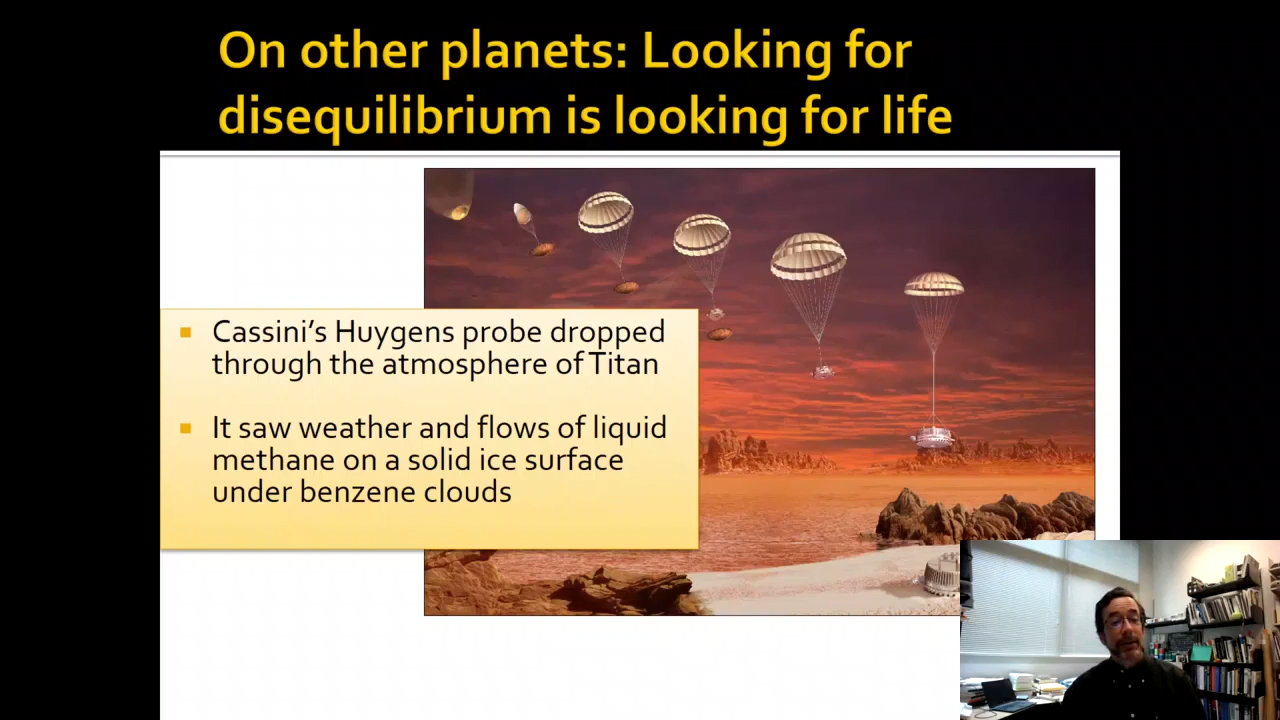 On other planets: Looking for
disequilibrium is looking for life
Cassini's Huygens probe dropped
through the atmosphere of Titan
It saw weather and flows of liquid
methane on a solid ice surface
under benzene clouds